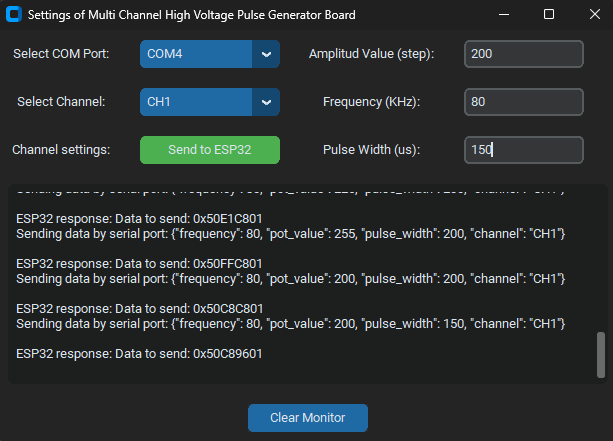 Settings of Multi Channel High Voltage Pulse Generator Board
Select COM Port: COM4 Amplitud Value (step): 200
Select Channel: CH1 Frequency (KHz): 80
Channel settings: Send to ESP32 Pulse Width (us): 150
ESP32 response: Data to send: 0x50E1C801
Sending data by serial port: {"frequency": 80, "pot_value": 255, "pulse_width": 200, "channel": "CH1"}
ESP32 response: Data to send: 0x50FFC801
Sending data by serial port: {"frequency": 80, "pot_value": 200, "pulse_width": 200, "channel": "CH1"}
ESP32 response: Data to send: 0x50C8C801
Sending data by serial port: {"frequency": 80, "pot_value": 200, "pulse_width": 150, "channel": "CH1"}
ESP32 response: Data to send: 0x50C89601
Clear Monitor